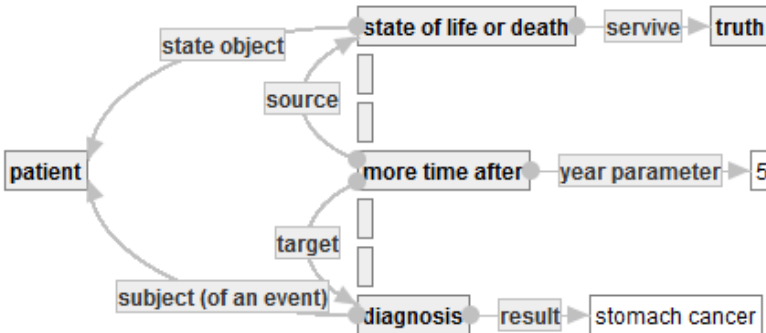 state of life or death servive truth
state object
source
patient more time after year parameter 5
target
subject (of an event)
diagnosis result stomach cancer